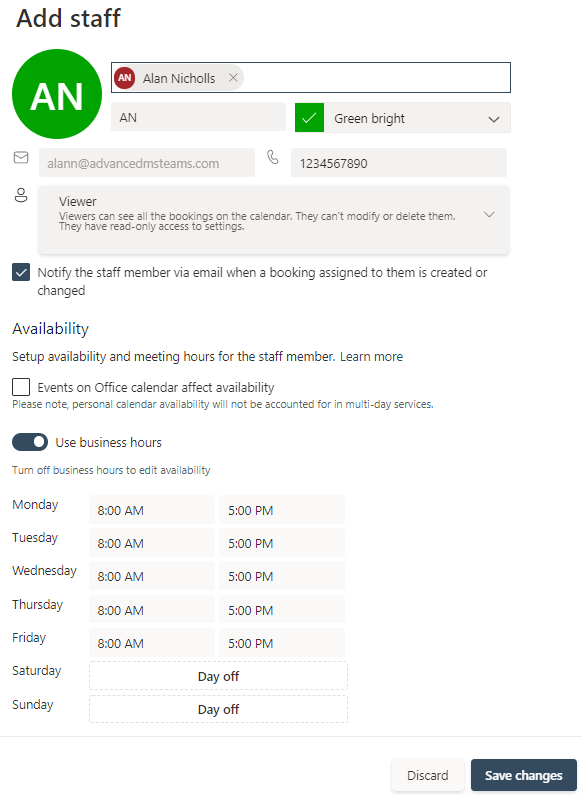 Add staff
AN
AN Alan Nicholls
AN
Green bright
alann@advancedmsteams.com
1234567890
Viewer
Viewers can see all the bookings on the calendar. They can't modify or delete them.
They have read-only access to settings.
Notify the staff member via email when a booking assigned to them is created or
changed
Availability
Setup availability and meeting hours for the staff member. Learn more
Events on Office calendar affect availability
Please note, personal calendar availability will not be accounted for in multi-day services.
Use business hours
Turn off business hours to edit availability
Monday 8:00 AM 5:00 PM
Tuesday 8:00 AM 5:00 PM
Wednesday 8:00 AM 5:00 PM
Thursday 8:00 AM 5:00 PM
Friday 8:00 AM 5:00 PM
Saturday Day off
Sunday Day off
Discard Save changes